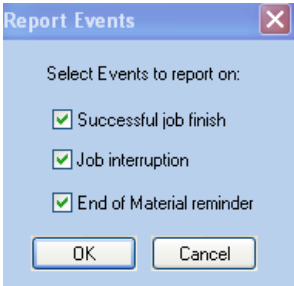 Report Events
Select Events to report on:
Successful job finish
Job interruption
End of Material reminder
OK Cancel